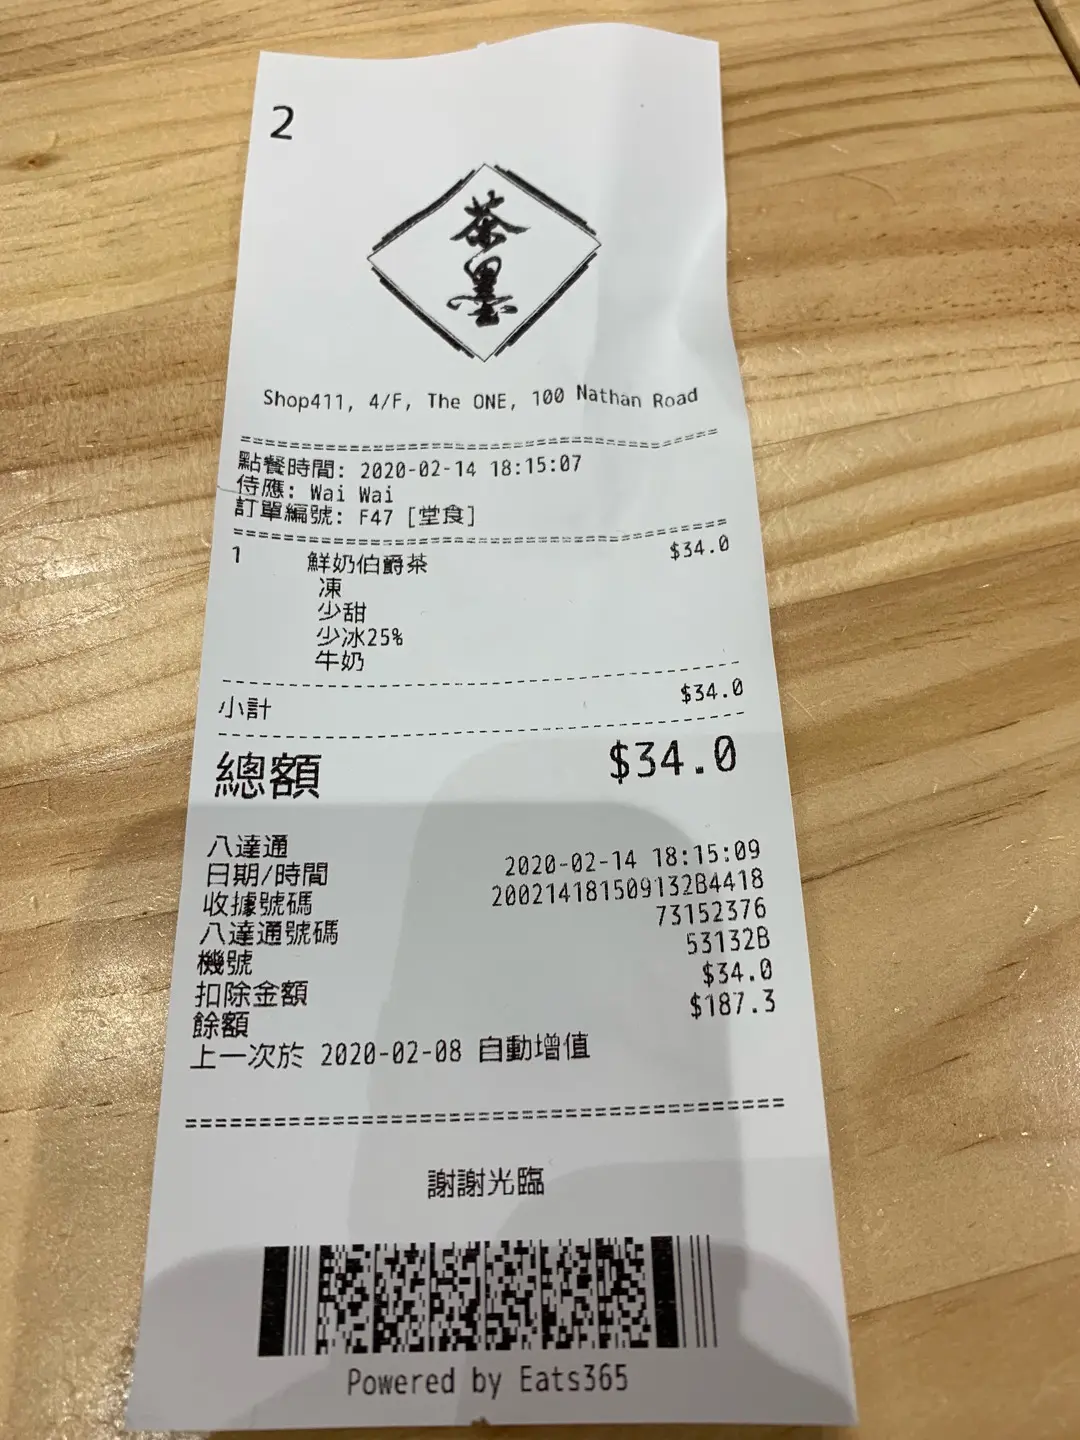 2
茶墨
Shop411, 4/F, The ONE, 100 Nathan Road
點餐時間: 2020-02-14 18:15:07
侍應: Wai Wai
訂單編號: F47 [堂食]
1 鮮奶伯爵茶 $34.0
凍
少甜
少冰25%
牛奶
小計 $34.0
總額 $34.0
八達通
日期/時間 2020-02-14 18:15:09
收據號碼 200214181509132B4418
八達通號碼 73152376
機號 53132B
扣除金額 $34.0
餘額 $187.3
上一次於 2020-02-08 自動增值
謝謝光臨
Powered by Eats365